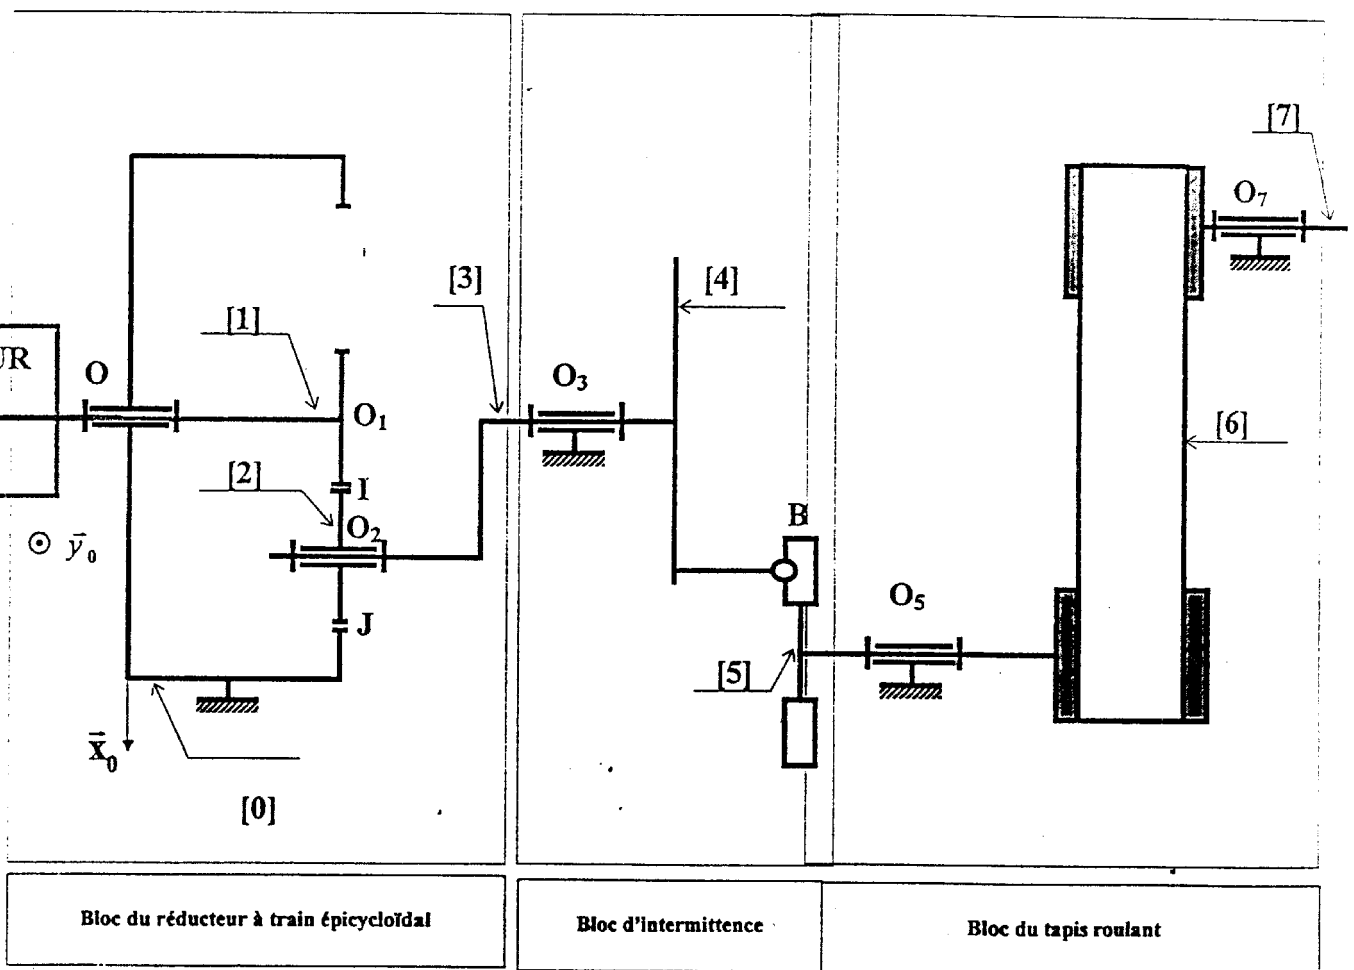 [7]
O₇
[3]
[4]
[1]
UR
O
O₃
O₁
[6]
[2]
I
O₂
B
y⃗₀
O₅
J
[5]
x⃗₀
[0]
Bloc du réducteur à train épicycloïdal
Bloc d'intermittence
Bloc du tapis roulant